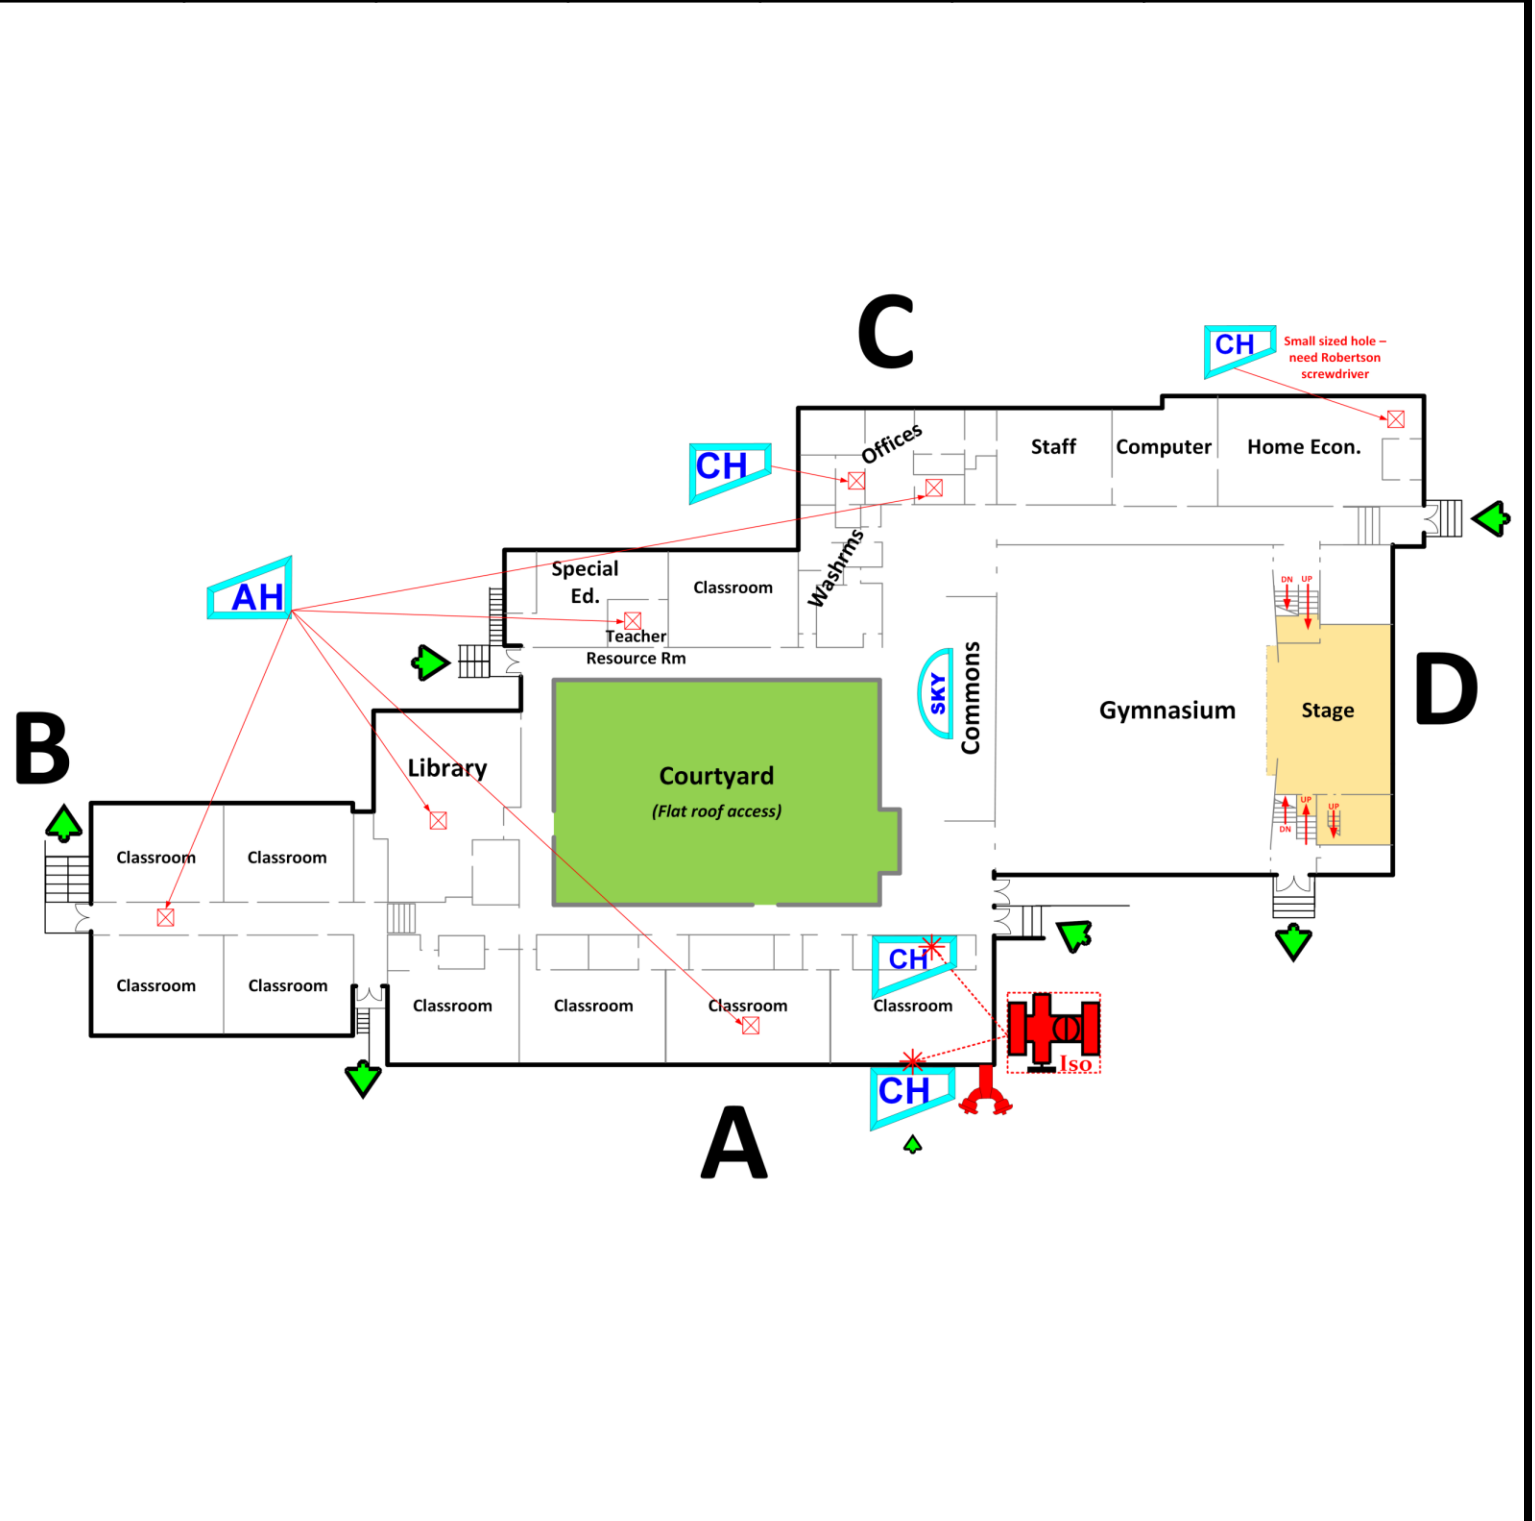 C
CH
Small sized hole –
need Robertson
screwdriver
Offices
Staff
Computer
Home Econ.
CH
Washrms
Special
Ed.
Classroom
AH
DN
UP
Teacher
Resource Rm
SKY
Commons
Gymnasium
Stage
D
B
Library
Courtyard
(Flat roof access)
UP
UP
DN
Classroom
Classroom
CH
Classroom
Classroom
Classroom
Classroom
Classroom
Classroom
Iso
CH
A